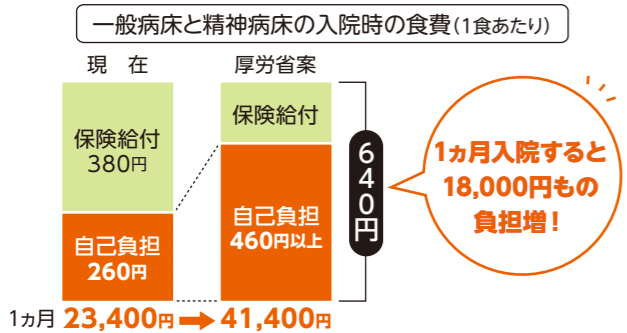 一般病床と精神病床の入院時の食費(1食あたり)
現 在
厚労省案
保険給付
380円
自己負担
260円
保険給付
自己負担
460円以上
640円
1ヵ月入院すると
18,000円もの
負担増!
1ヵ月 23,400円 ➡ 41,400円